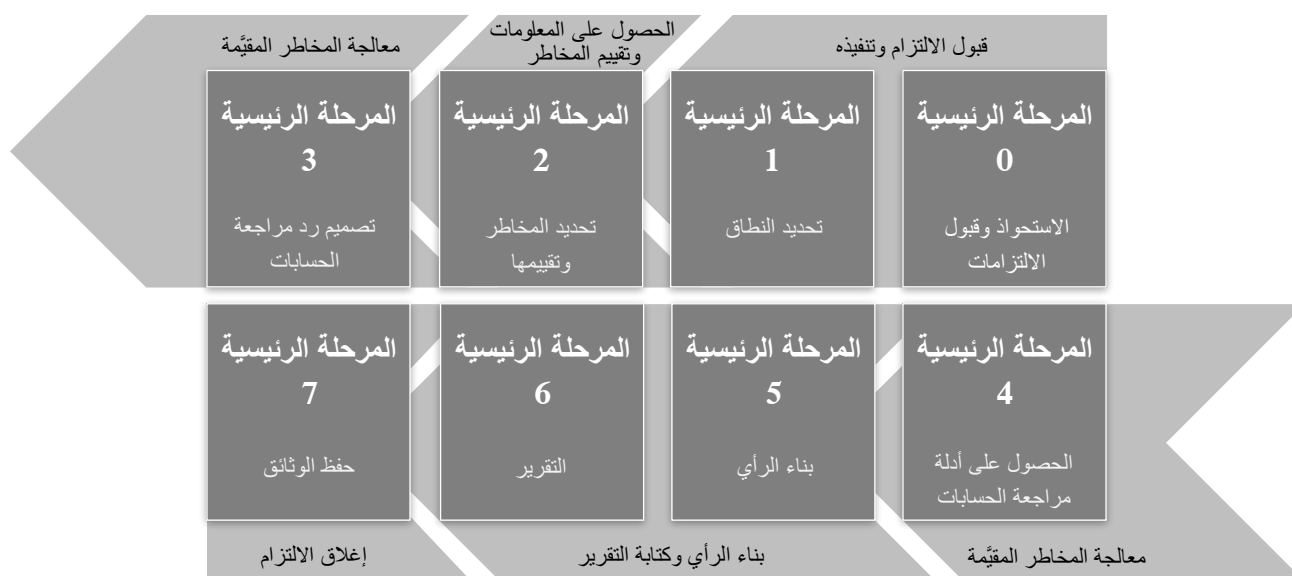 قبول الالتزام وتنفيذه
الحصول على المعلومات
وتقييم المخاطر
معالجة المخاطر المقيَّمة
المرحلة الرئيسية
0
الاستحواذ وقبول
الالتزامات
المرحلة الرئيسية
1
تحديد النطاق
المرحلة الرئيسية
2
تحديد المخاطر
وتقييمها
المرحلة الرئيسية
3
تصميم رد مراجعة
الحسابات
المرحلة الرئيسية
4
الحصول على أدلة
مراجعة الحسابات
المرحلة الرئيسية
5
بناء الرأي
المرحلة الرئيسية
6
التقرير
المرحلة الرئيسية
7
حفظ الوثائق
معالجة المخاطر المقيَّمة
بناء الرأي وكتابة التقرير
إغلاق الالتزام